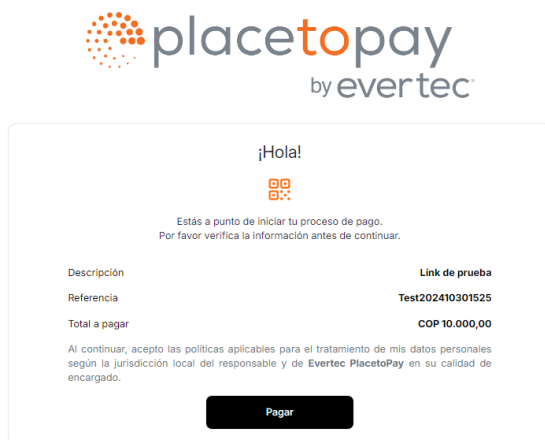 placetopay
by evertec
¡Hola!
Estás a punto de iniciar tu proceso de pago.
Por favor verifica la información antes de continuar.
Descripción Link de prueba
Referencia Test202410301525
Total a pagar COP 10.000,00
Al continuar, acepto las políticas aplicables para el tratamiento de mis datos personales
según la jurisdicción local del responsable y de Evertec PlacetoPay en su calidad de
encargado.
Pagar